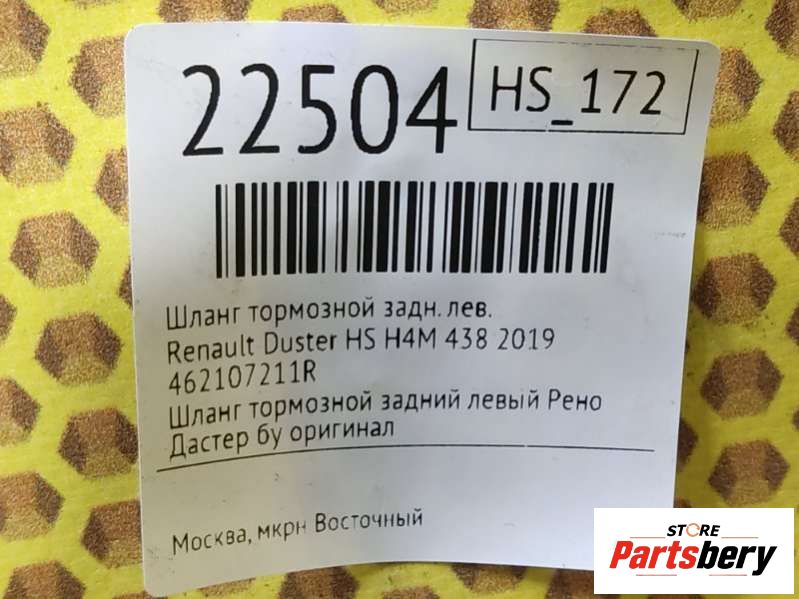 22504
HS_172
Шланг тормозной задн. лев.
Renault Duster HS H4M 438 2019
462107211R
Шланг тормозной задний левый Рено
Дастер бу оригинал
Москва, мкрн Восточный
STORE
Partsbery